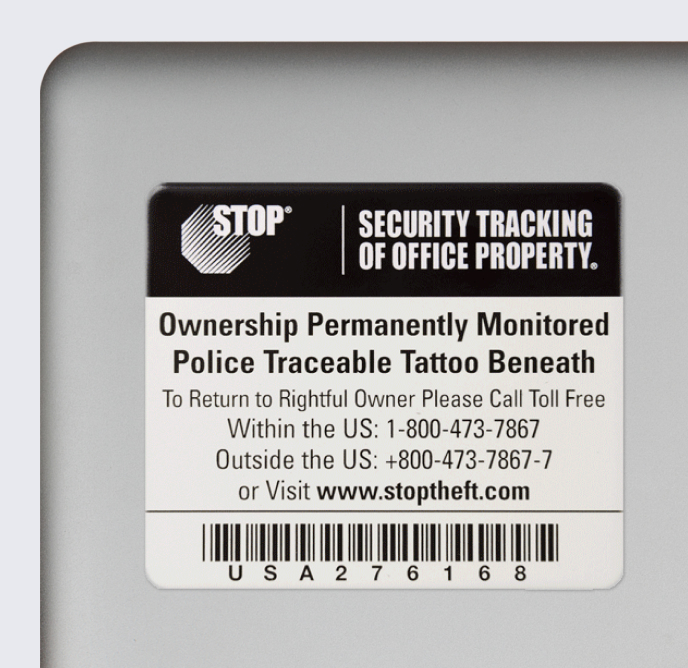 STOP®
SECURITY TRACKING
OF OFFICE PROPERTY®
Ownership Permanently Monitored
Police Traceable Tattoo Beneath
To Return to Rightful Owner Please Call Toll Free
Within the US: 1-800-473-7867
Outside the US: +800-473-7867-7
or Visit www.stoptheft.com
USA276168